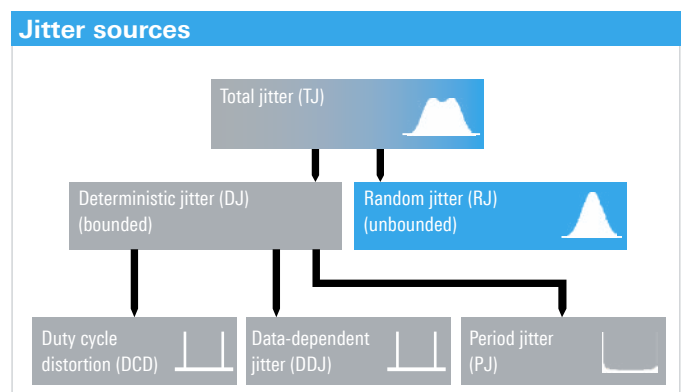 Jitter sources
Total jitter (TJ)
Deterministic jitter (DJ)
(bounded)
Random jitter (RJ)
(unbounded)
Duty cycle
distortion (DCD)
Data-dependent
jitter (DDJ)
Period jitter
(PJ)